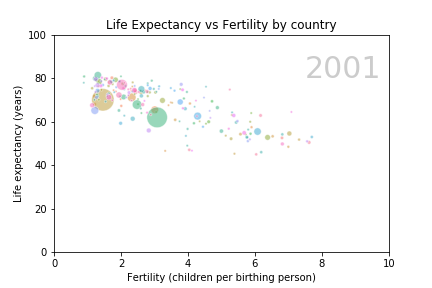 Life Expectancy vs Fertility by country
2001
100
80
60
40
20
0
Life expectancy (years)
0 2 4 6 8 10
Fertility (children per birthing person)